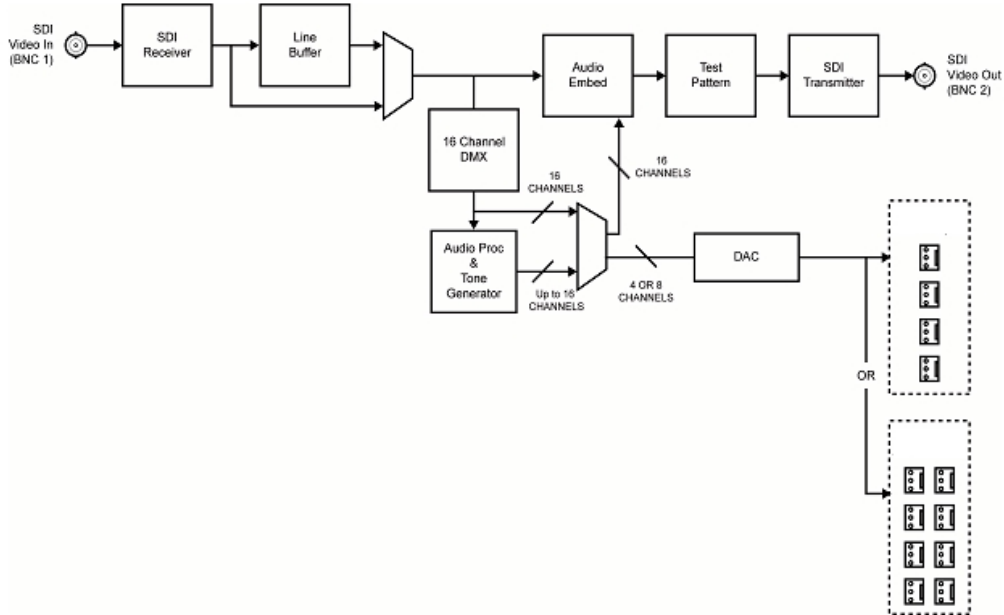 SDI
Video In
(BNC 1)
SDI
Receiver
Line
Buffer
Audio
Embed
Test
Pattern
SDI
Transmitter
SDI
Video Out
(BNC 2)
16 Channel
DMX
16
CHANNELS
16
CHANNELS
Audio Proc
&
Tone
Generator
Up to 16
CHANNELS
4 OR 8
CHANNELS
DAC
OR